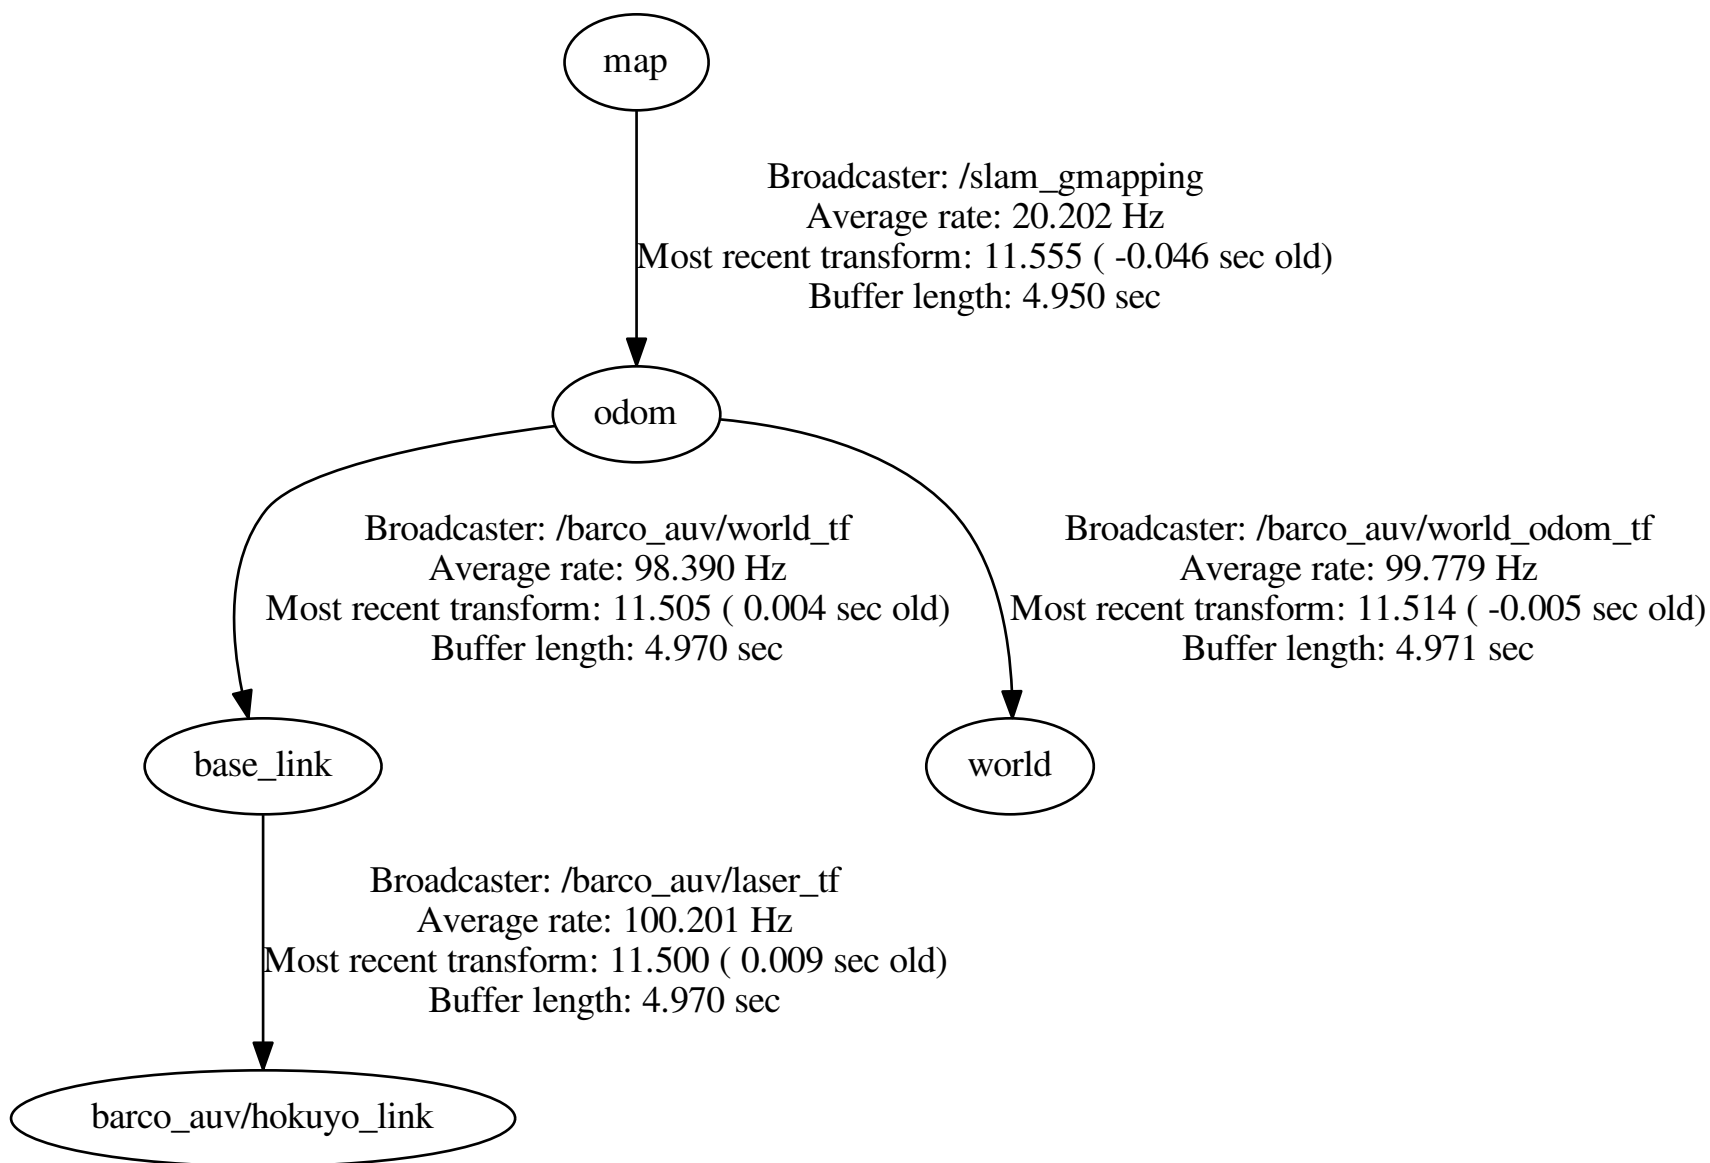 map
Broadcaster: /slam_gmapping
Average rate: 20.202 Hz
Most recent transform: 11.555 ( -0.046 sec old)
Buffer length: 4.950 sec
odom
Broadcaster: /barco_auv/world_tf
Average rate: 98.390 Hz
Most recent transform: 11.505 ( 0.004 sec old)
Buffer length: 4.970 sec
Broadcaster: /barco_auv/world_odom_tf
Average rate: 99.779 Hz
Most recent transform: 11.514 ( -0.005 sec old)
Buffer length: 4.971 sec
base_link
world
Broadcaster: /barco_auv/laser_tf
Average rate: 100.201 Hz
Most recent transform: 11.500 ( 0.009 sec old)
Buffer length: 4.970 sec
barco_auv/hokuyo_link